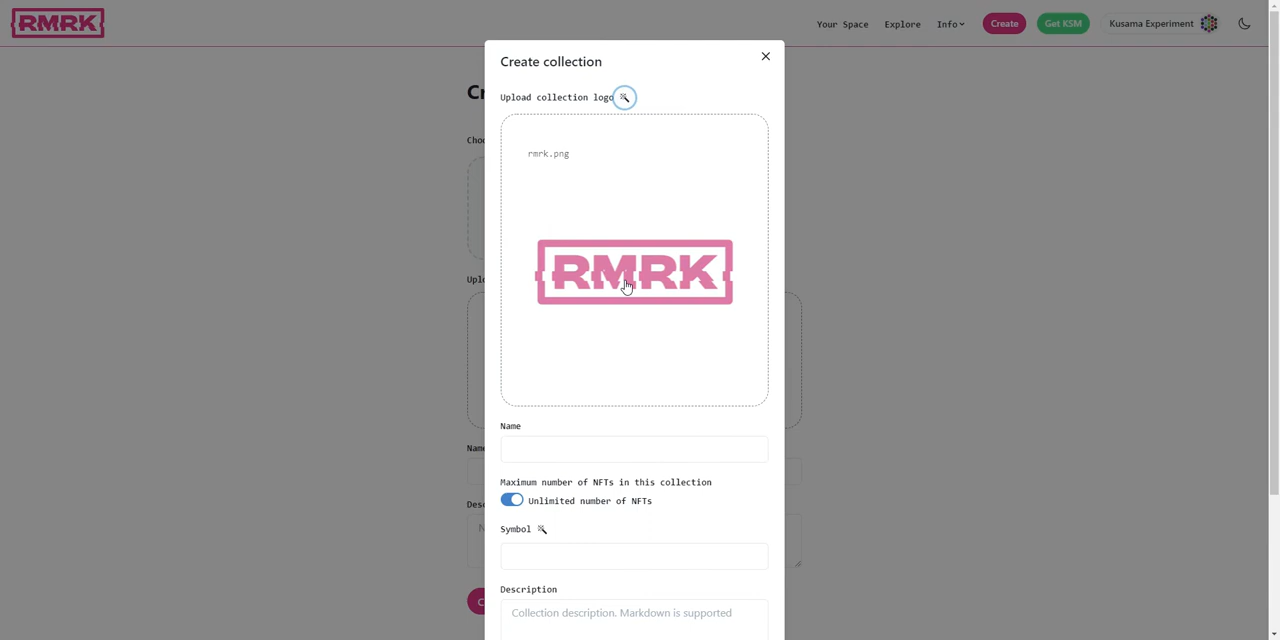 RMRK
Your Space Explore Info Create Get KSM Kusama Experiment
Create collection
Upload collection logo
rmrk.png
RMRK
Name
Maximum number of NFTs in this collection
Unlimited number of NFTs
Symbol
Description
Collection description. Markdown is supported